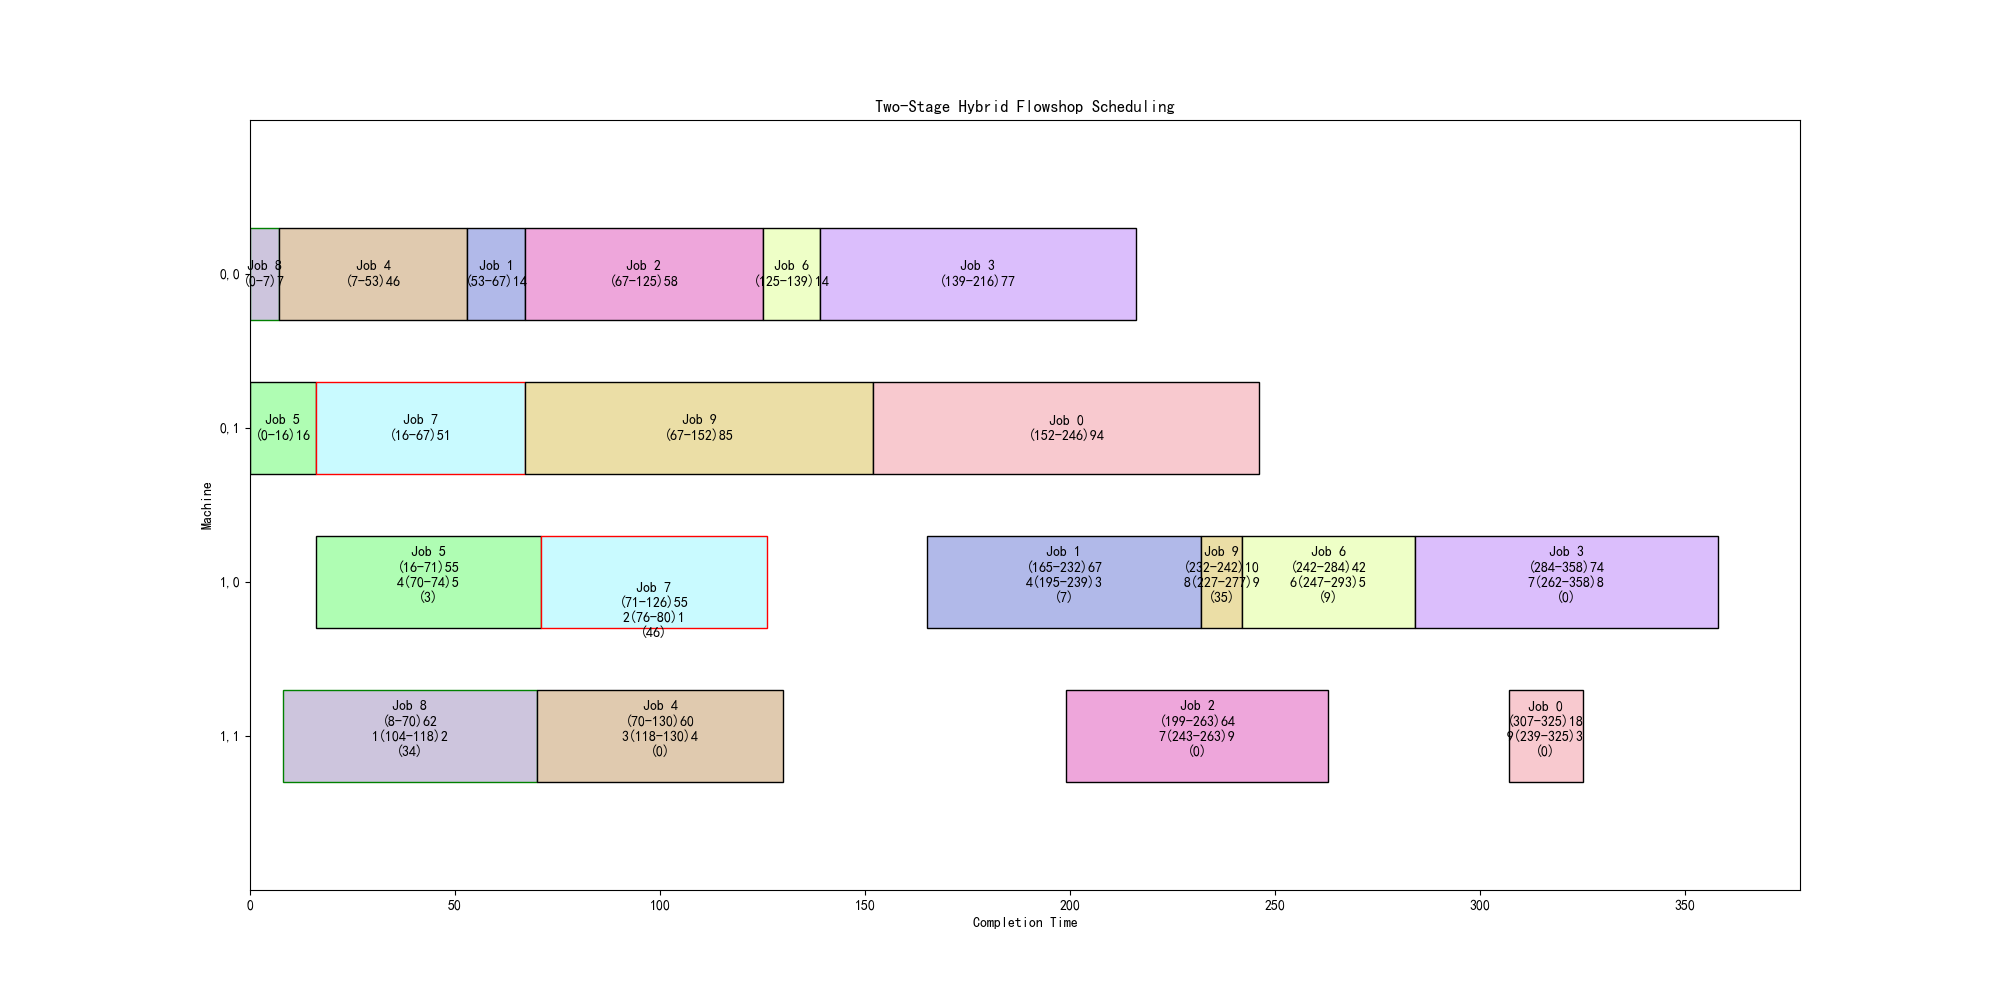 Two-Stage Hybrid Flowshop Scheduling
Machine
0,0
Job 8
(0-7)7
Job 4
(7-53)46
Job 1
(53-67)14
Job 2
(67-125)58
Job 6
(125-139)14
Job 3
(139-216)77
0,1
Job 5
(0-16)16
Job 7
(16-67)51
Job 9
(67-152)85
Job 0
(152-246)94
1,0
Job 5
(16-71)55
4(70-74)5
(3)
Job 7
(71-126)55
2(76-80)1
(46)
Job 1
(165-232)67
4(195-239)3
(7)
Job 9
(232-242)10
8(227-277)9
(35)
Job 6
(242-284)42
6(247-293)5
(9)
Job 3
(284-358)74
7(262-358)8
(0)
1,1
Job 8
(8-70)62
1(104-118)2
(34)
Job 4
(70-130)60
3(118-130)4
(0)
Job 2
(199-263)64
7(243-263)9
(0)
Job 0
(307-325)18
9(239-325)3
(0)
0 50 100 150 200 250 300 350
Completion Time